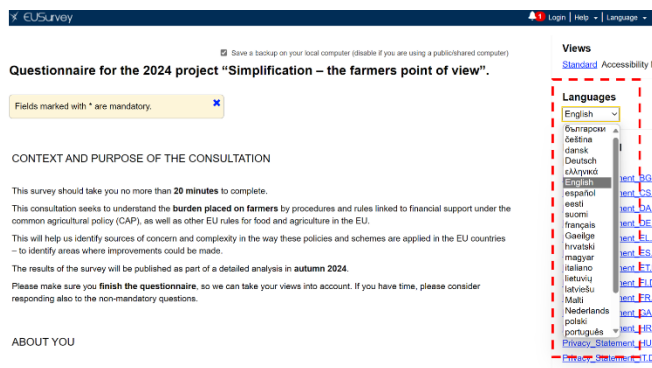 EUSurvey
1 Login | Help | Language
Save a backup on your local computer (disable if you are using a public/shared computer)
Questionnaire for the 2024 project “Simplification – the farmers point of view”.
Fields marked with * are mandatory.
CONTEXT AND PURPOSE OF THE CONSULTATION
This survey should take you no more than 20 minutes to complete.
This consultation seeks to understand the burden placed on farmers by procedures and rules linked to financial support under the
common agricultural policy (CAP), as well as other EU rules for food and agriculture in the EU.
This will help us identify sources of concern and complexity in the way these policies and schemes are applied in the EU countries
– to identify areas where improvements could be made.
The results of the survey will be published as part of a detailed analysis in autumn 2024.
Please make sure you finish the questionnaire, so we can take your views into account. If you have time, please consider
responding also to the non-mandatory questions.
ABOUT YOU
Views
Standard Accessibility
Languages
English
български
čeština
dansk
Deutsch
ελληνικά
English
español
eesti
suomi
français
Gaeilge
hrvatski
magyar
italiano
lietuvių
latviešu
Malti
Nederlands
polski
português
Privacy_Statement_HU
Privacy_Statement_IT.D